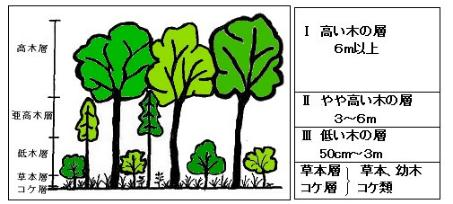 高木層
亜高木層
低木層
草本層
コケ層
Ⅰ 高い木の層
6m以上
Ⅱ やや高い木の層
3～6m
Ⅲ 低い木の層
50cm～3m
草本層 } 草本、幼木
コケ層 } コケ類